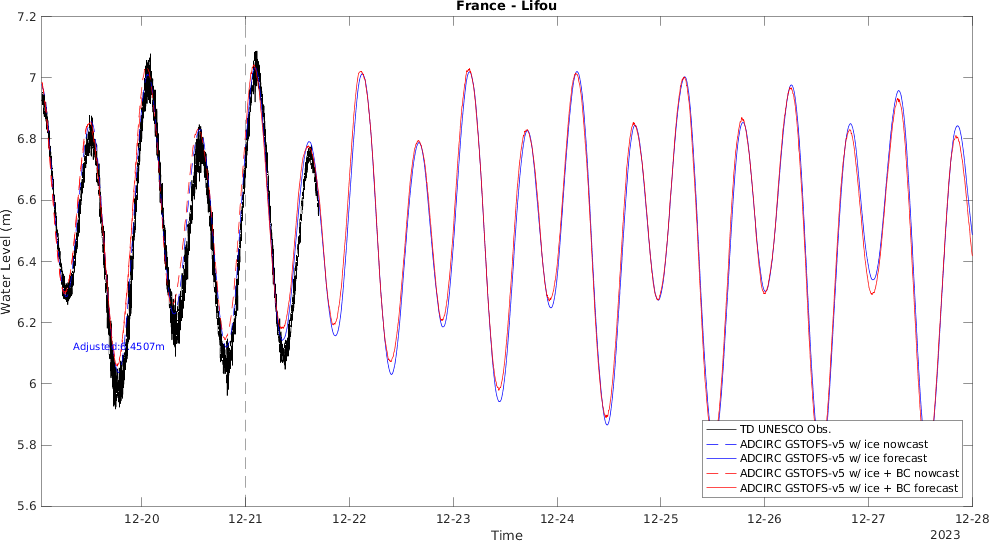 France - Lifou
7.2
7
6.8
6.6
6.4
6.2
6
5.8
5.6
Water Level (m)
Adjusted:6.4507m
TD UNESCO Obs.
ADCIRC GSTOFS-v5 w/ ice nowcast
ADCIRC GSTOFS-v5 w/ ice forecast
ADCIRC GSTOFS-v5 w/ ice + BC nowcast
ADCIRC GSTOFS-v5 w/ ice + BC forecast
12-20 12-21 12-22 12-23 12-24 12-25 12-26 12-27 12-28
Time
2023